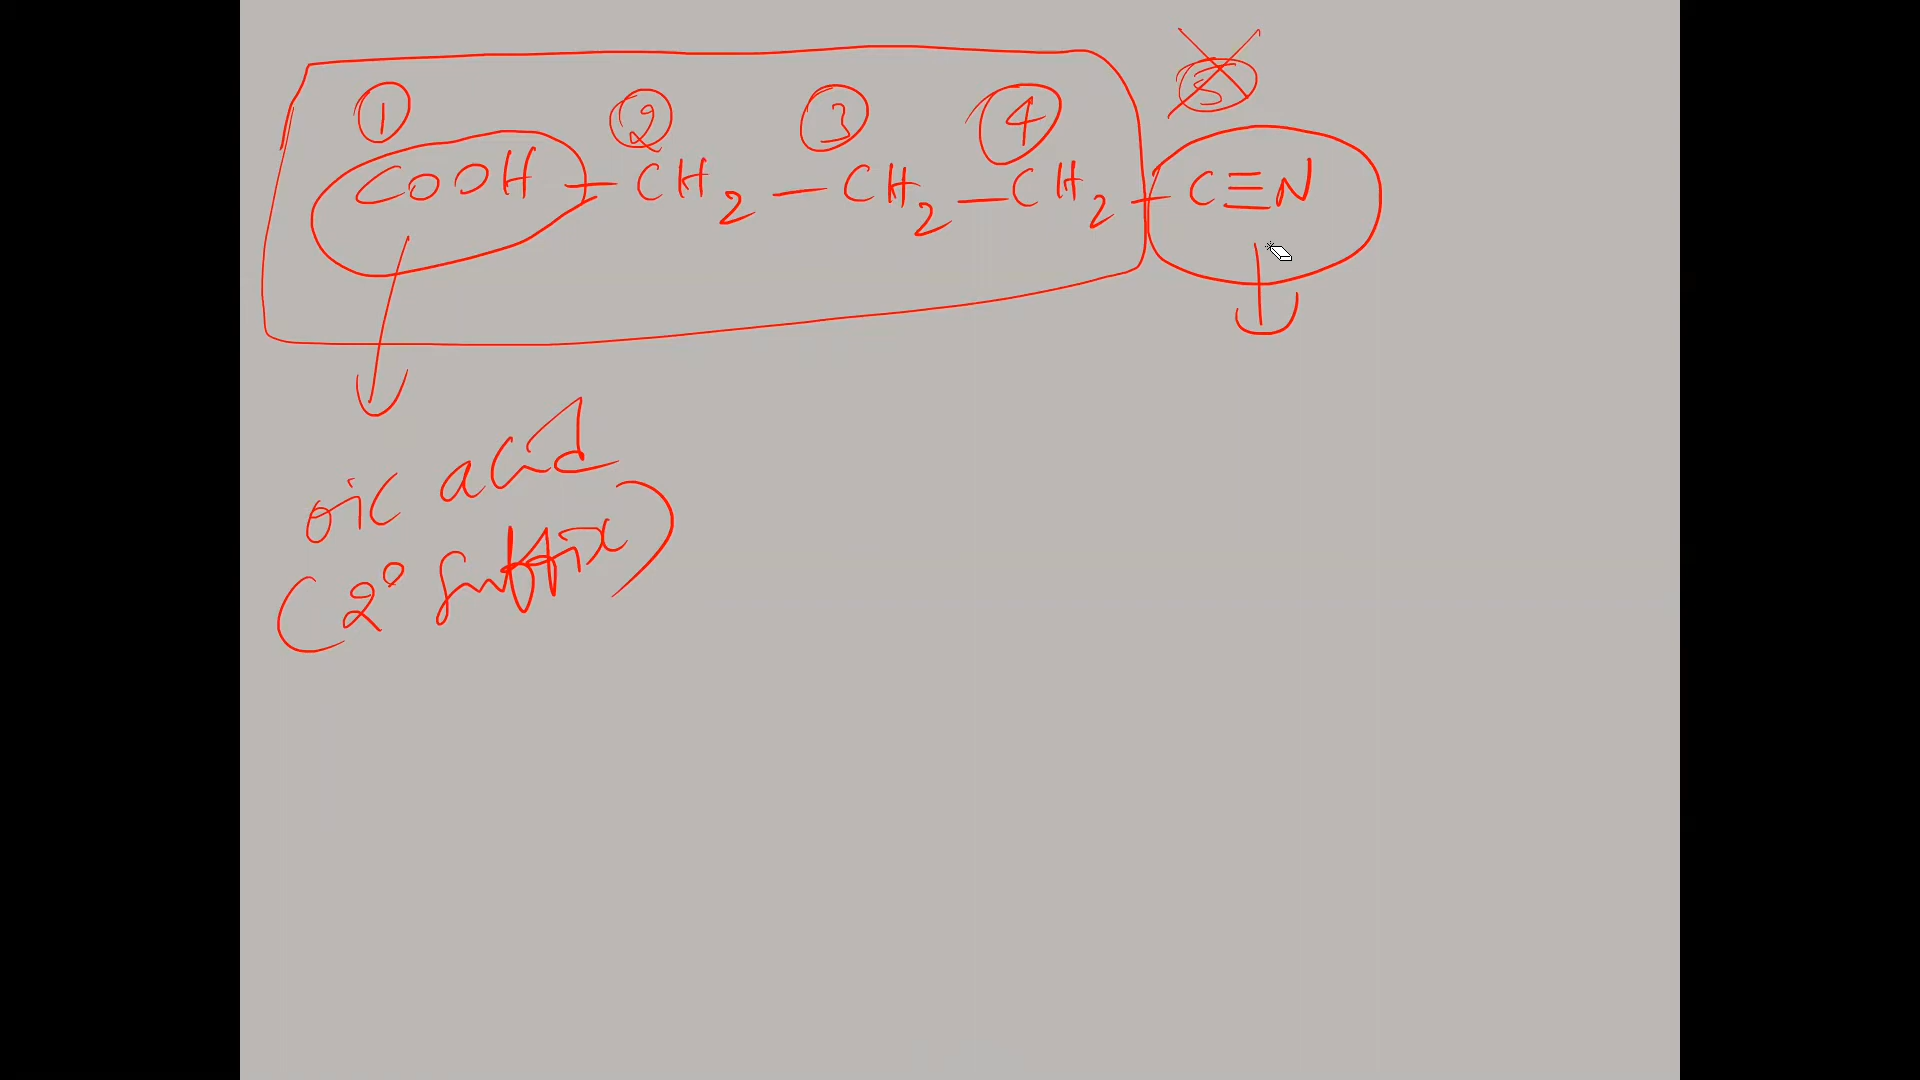 ① ② ③ ④ ⑤
COOH — CH₂ — CH₂ — CH₂ — C≡N
oic acid
(2° suffix)